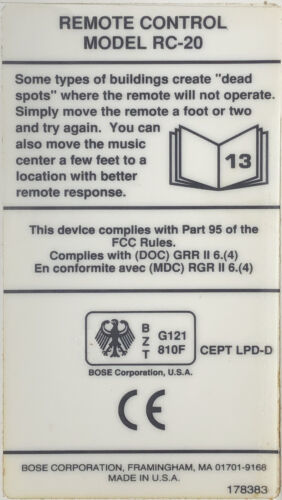 REMOTE CONTROL
MODEL RC-20
Some types of buildings create "dead
spots" where the remote will not operate.
Simply move the remote a foot or two
and try again. You can
also move the music
center a few feet to a
location with better
remote response.
13
This device complies with Part 95 of the
FCC Rules.
Complies with (DOC) GRR II 6.(4)
En conformite avec (MDC) RGR II 6.(4)
B
Z
T
G121
810F
CEPT LPD-D
BOSE Corporation, U.S.A.
CE
BOSE CORPORATION, FRAMINGHAM, MA 01701-9168
MADE IN U.S.A.
178383